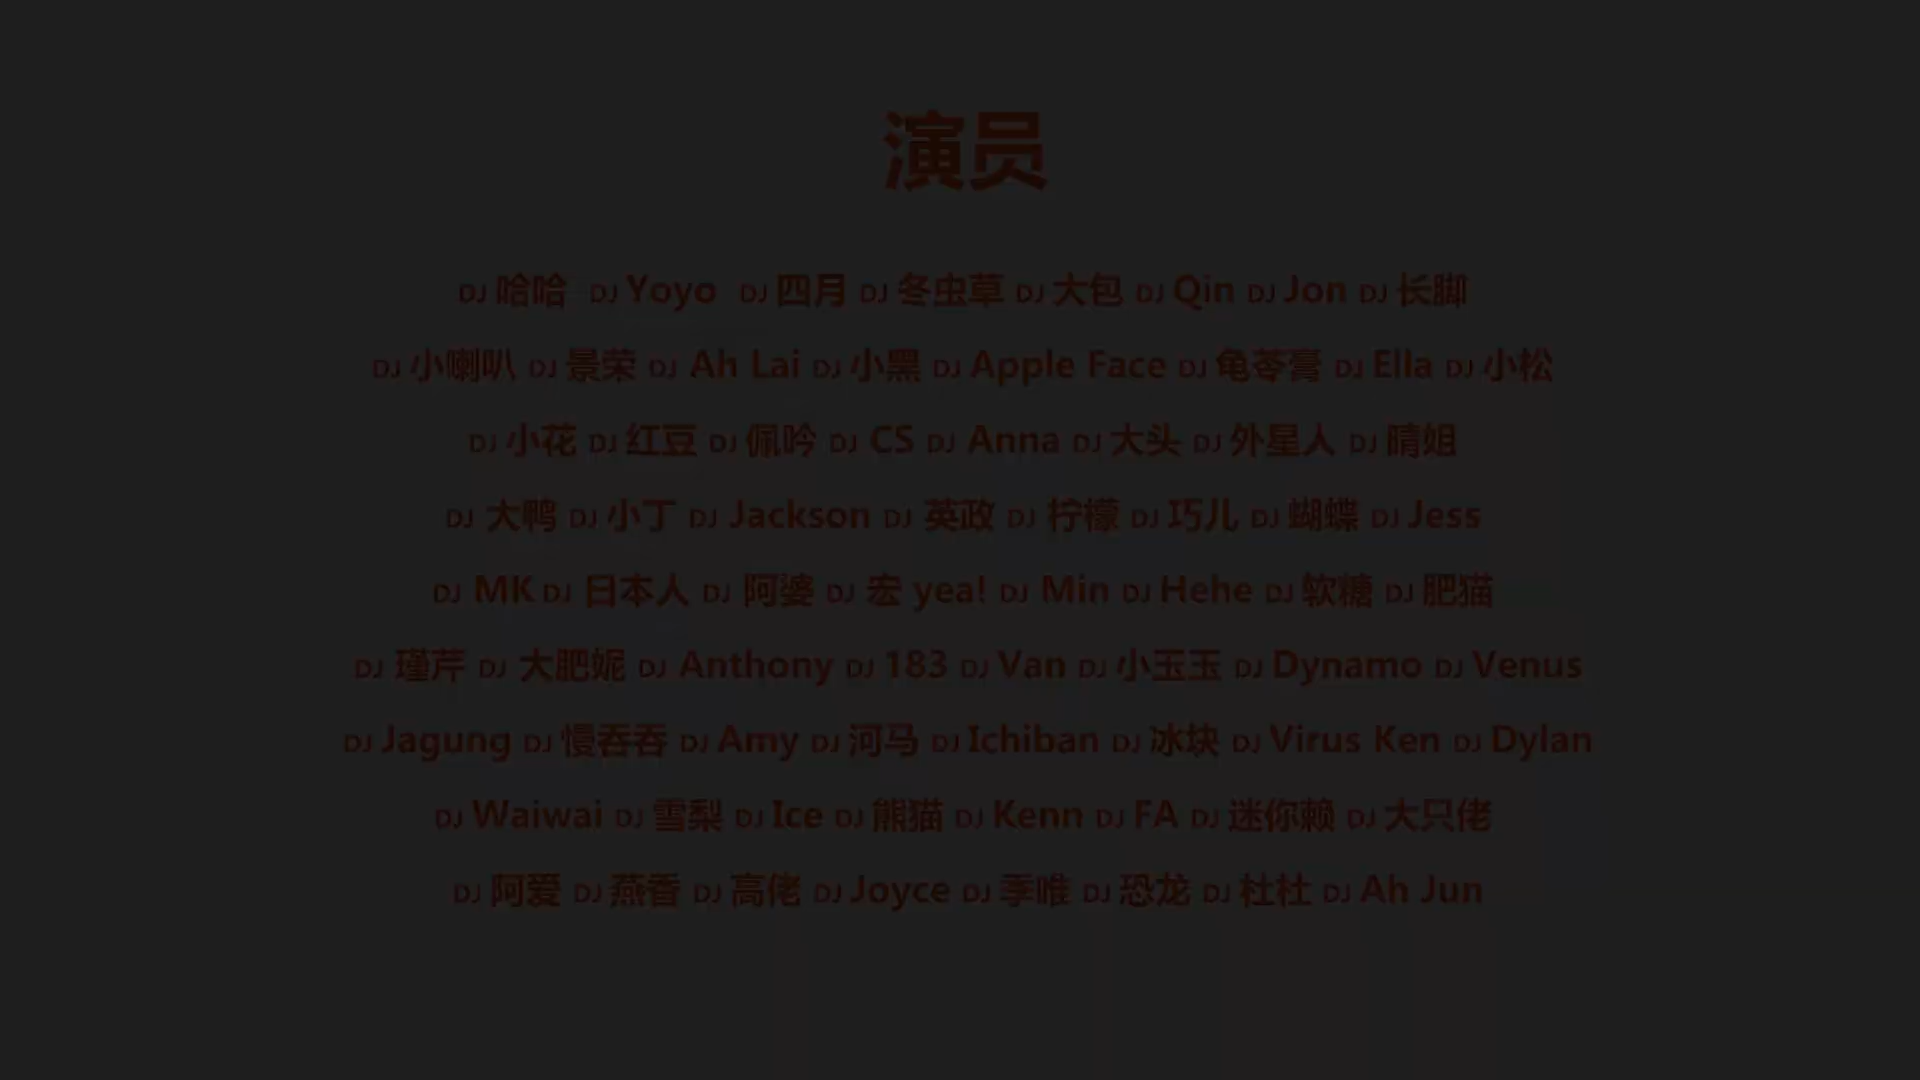 演员
DJ 哈哈 DJ Yoyo DJ 四月 DJ 冬虫草 DJ 大包 DJ Qin DJ Jon DJ 长脚
DJ 小喇叭 DJ 景荣 DJ Ah Lai DJ 小黑 DJ Apple Face DJ 龟苓膏 DJ Ella DJ 小松
DJ 小花 DJ 红豆 DJ 佩吟 DJ CS DJ Anna DJ 大头 DJ 外星人 DJ 晴姐
DJ 大鸭 DJ 小丁 DJ Jackson DJ 英政 DJ 柠檬 DJ 巧儿 DJ 蝴蝶 DJ Jess
DJ MK DJ 日本人 DJ 阿婆 DJ 宏 yea! DJ Min DJ Hehe DJ 软糖 DJ 肥猫
DJ 瑾芹 DJ 大肥妮 DJ Anthony DJ 183 DJ Van DJ 小玉玉 DJ Dynamo DJ Venus
DJ Jagung DJ 慢吞吞 DJ Amy DJ 河马 DJ Ichiban DJ 冰块 DJ Virus Ken DJ Dylan
DJ Waiwai DJ 雪梨 DJ Ice DJ 熊猫 DJ Kenn DJ FA DJ 迷你赖 DJ 大只佬
DJ 阿爱 DJ 燕香 DJ 高佬 DJ Joyce DJ 季唯 DJ 恐龙 DJ 杜杜 DJ Ah Jun